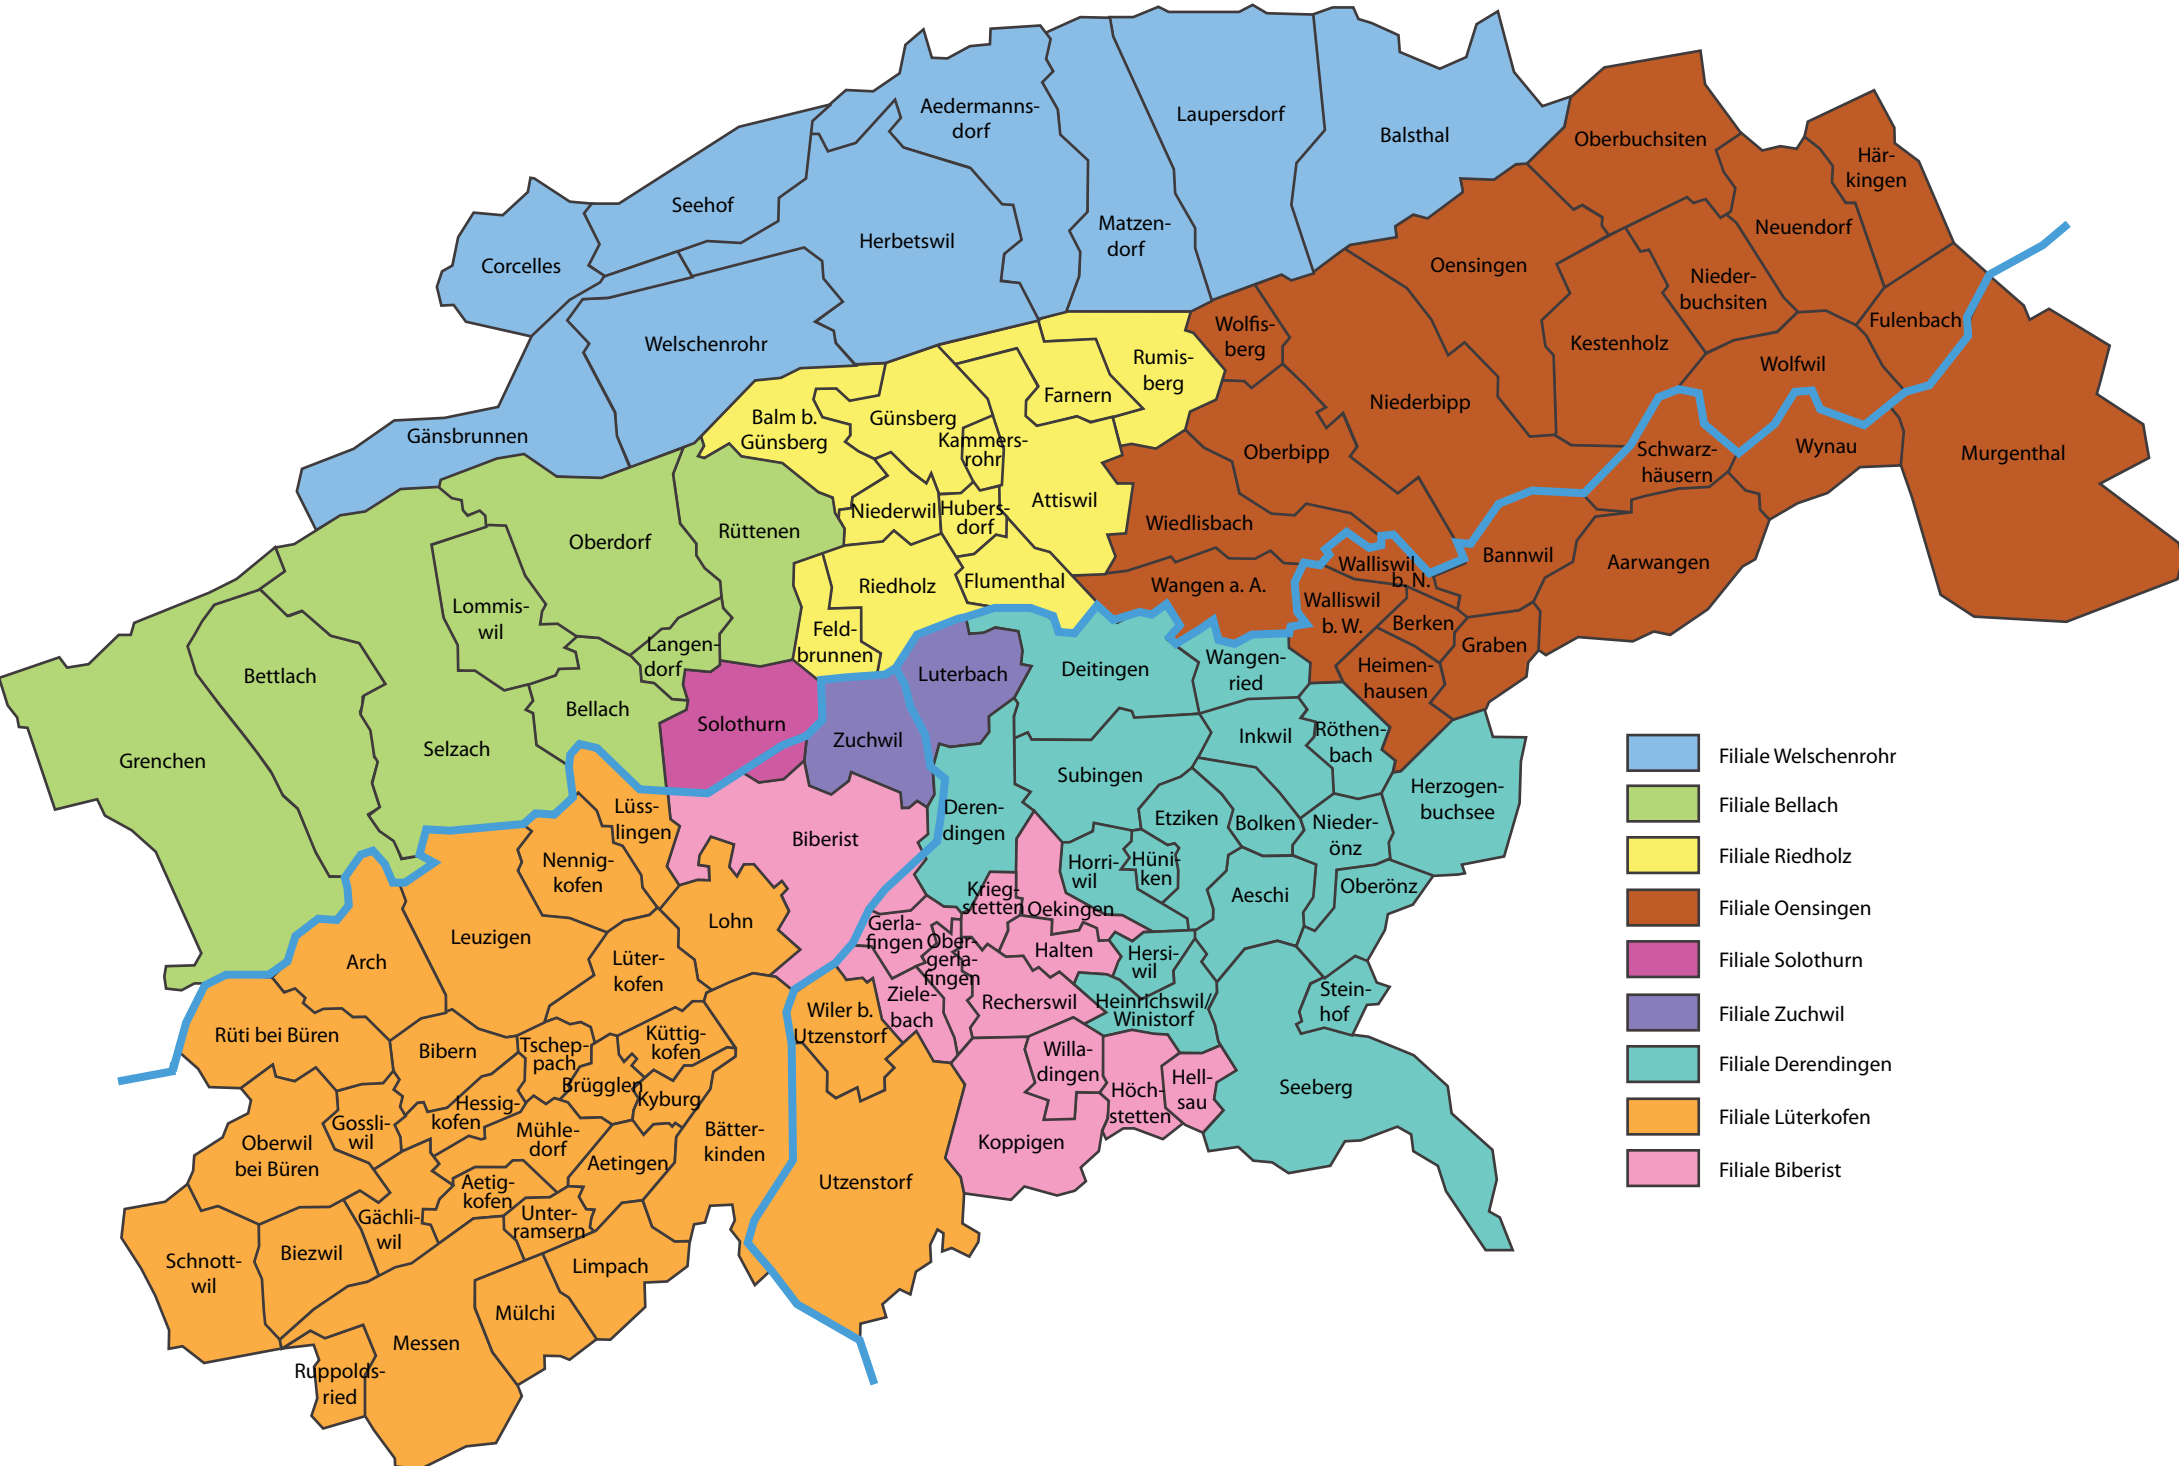 Aedermanns-
dorf
Laupersdorf
Balsthal
Oberbuchsiten
Här-
kingen
Seehof
Matzen-
dorf
Herbetswil
Neuendorf
Corcelles
Oensingen
Nieder-
buchsiten
Fulenbach
Welschenrohr
Wolfis-
berg
Kestenholz
Rumis-
berg
Wolfwil
Farnern
Niederbipp
Balm b.
Günsberg
Günsberg
Gänsbrunnen
Kammers-
rohr
Oberbipp
Schwarz-
häusern
Wynau
Murgenthal
Attiswil
Niederwil
Hubers-
dorf
Wiedlisbach
Rüttenen
Oberdorf
Bannwil
Aarwangen
Walliswil
b. N.
Riedholz
Flumenthal
Wangen a. A.
Walliswil
b. W.
Lommis-
wil
Berken
Feld-
brunnen
Langen-
dorf
Graben
Bettlach
Luterbach
Deitingen
Wangen-
ried
Heimen-
hausen
Bellach
Solothurn
Zuchwil
Inkwil
Röthen-
bach
Selzach
Grenchen
Subingen
Herzogen-
buchsee
Lüss-
lingen
Deren-
dingen
Etziken
Bolken
Nieder-
önz
Biberist
Nennig-
kofen
Horri-
wil
Hüni-
ken
Krieg-
stetten
Oekingen
Aeschi
Oberönz
Lohn
Leuzigen
Gerla-
fingen
Ober-
gerla-
fingen
Halten
Hersi-
wil
Arch
Lüter-
kofen
Ziele-
bach
Recherswil
Heinrichswil/
Winistorf
Stein-
hof
Wiler b.
Utzenstorf
Rüti bei Büren
Bibern
Tschep-
pach
Küttig-
kofen
Willa-
dingen
Brügglen
Kyburg
Höch-
stetten
Hell-
sau
Seeberg
Hessig-
kofen
Gossli-
wil
Mühle-
dorf
Bätter-
kinden
Koppigen
Oberwil
bei Büren
Aetingen
Aetig-
kofen
Utzenstorf
Gächli-
wil
Unter-
ramsern
Schnott-
wil
Biezwil
Limpach
Mülchi
Messen
Ruppolds-
ried
Filiale Welschenrohr
Filiale Bellach
Filiale Riedholz
Filiale Oensingen
Filiale Solothurn
Filiale Zuchwil
Filiale Derendingen
Filiale Lüterkofen
Filiale Biberist